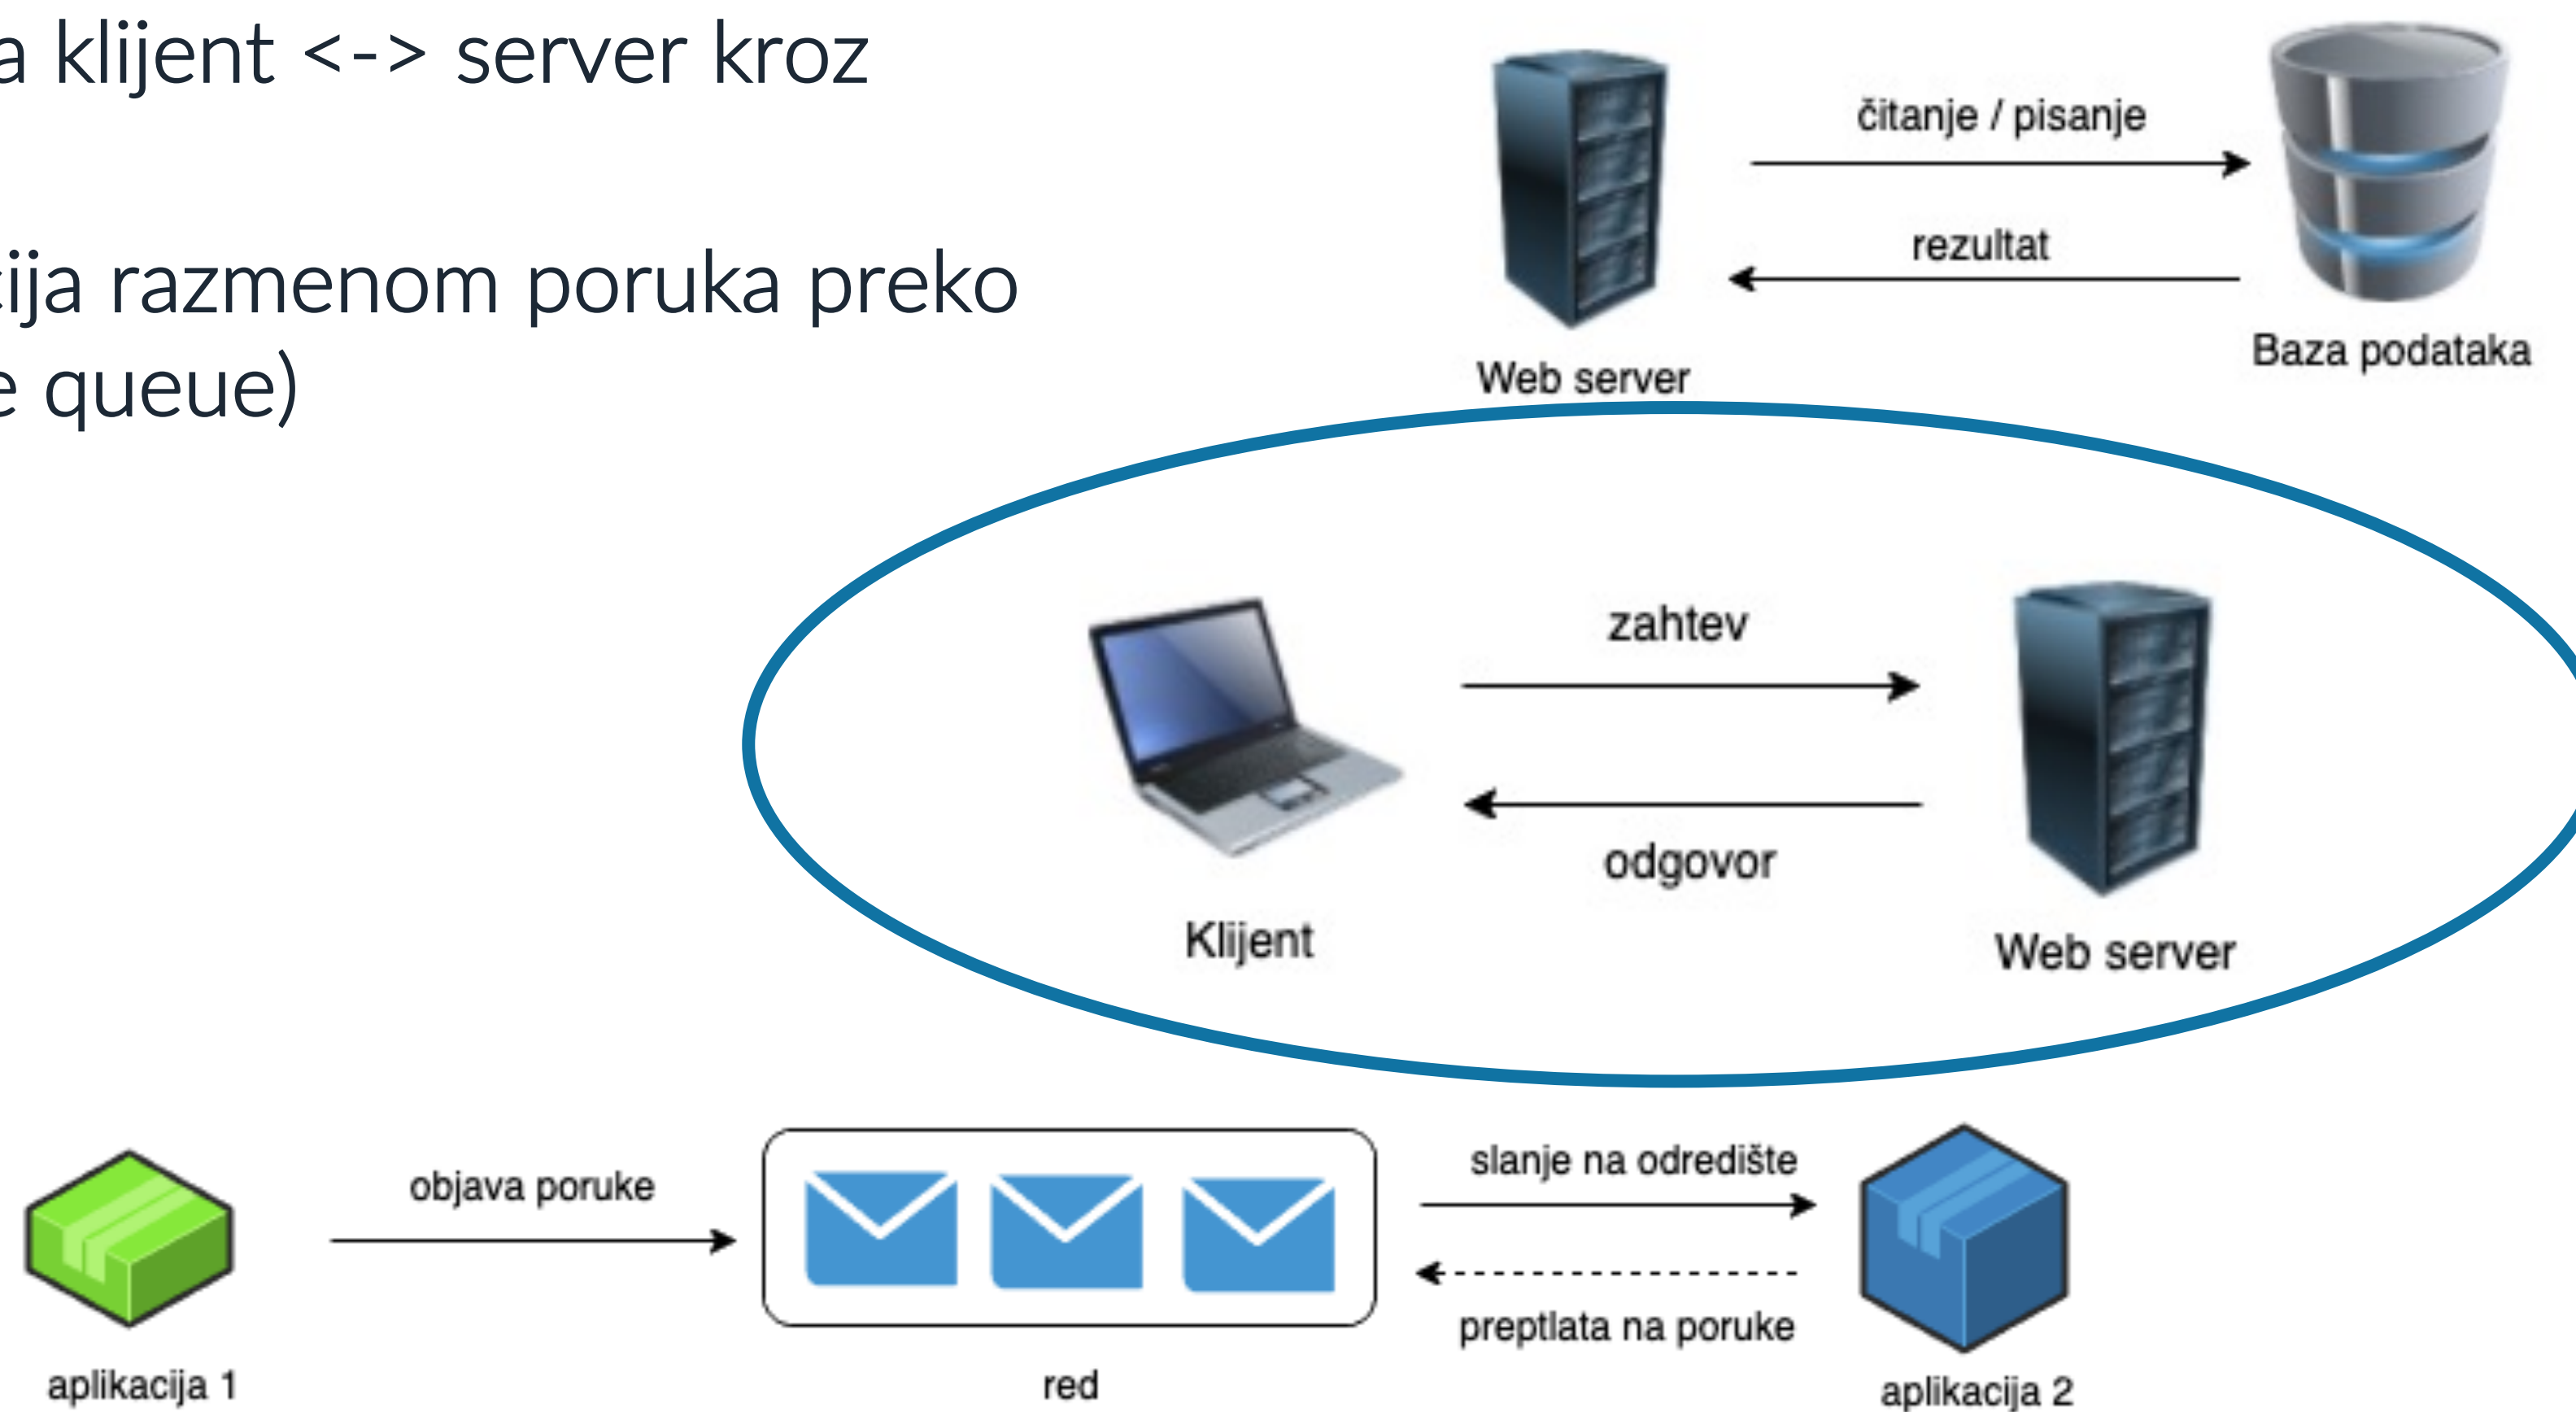 a klijent <-> server kroz
ija razmenom poruka preko
e queue)
čitanje / pisanje
rezultat
Web server
Baza podataka
zahtev
odgovor
Klijent
Web server
objava poruke
slanje na odredište
preptlata na poruke
aplikacija 1
red
aplikacija 2